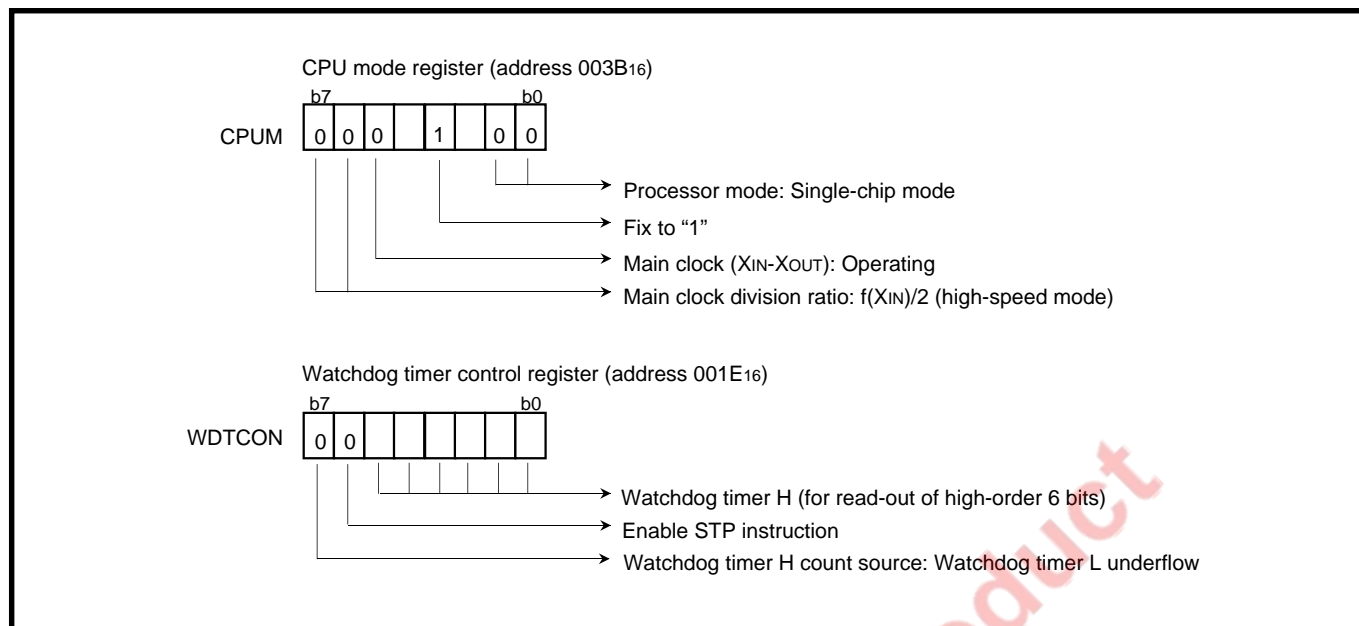 CPU mode register (address 003B16)
b7 b0
CPUM 0 0 0 1 0 0
Processor mode: Single-chip mode
Fix to “1”
Main clock (XIN-XOUT): Operating
Main clock division ratio: f(XIN)/2 (high-speed mode)
Watchdog timer control register (address 001E16)
b7 b0
WDTCON 0 0
Watchdog timer H (for read-out of high-order 6 bits)
Enable STP instruction
Watchdog timer H count source: Watchdog timer L underflow